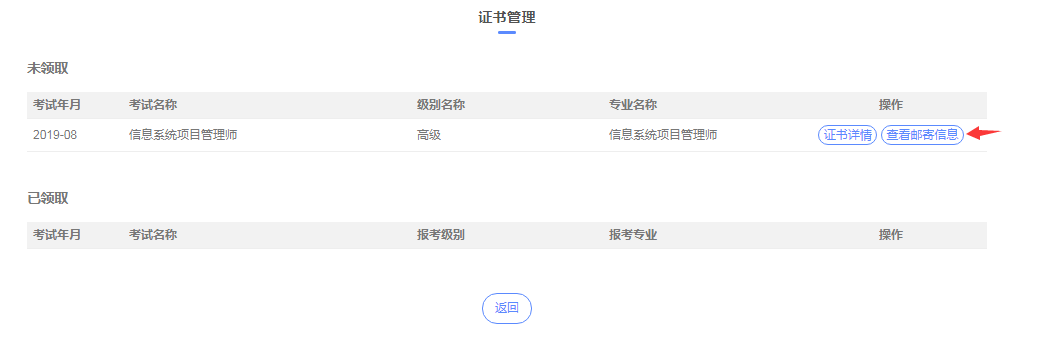 证书管理
未领取
考试年月 考试名称 级别名称 专业名称 操作
2019-08 信息系统项目管理师 高级 信息系统项目管理师 证书详情 查看邮寄信息
已领取
考试年月 考试名称 报考级别 报考专业 操作
返回